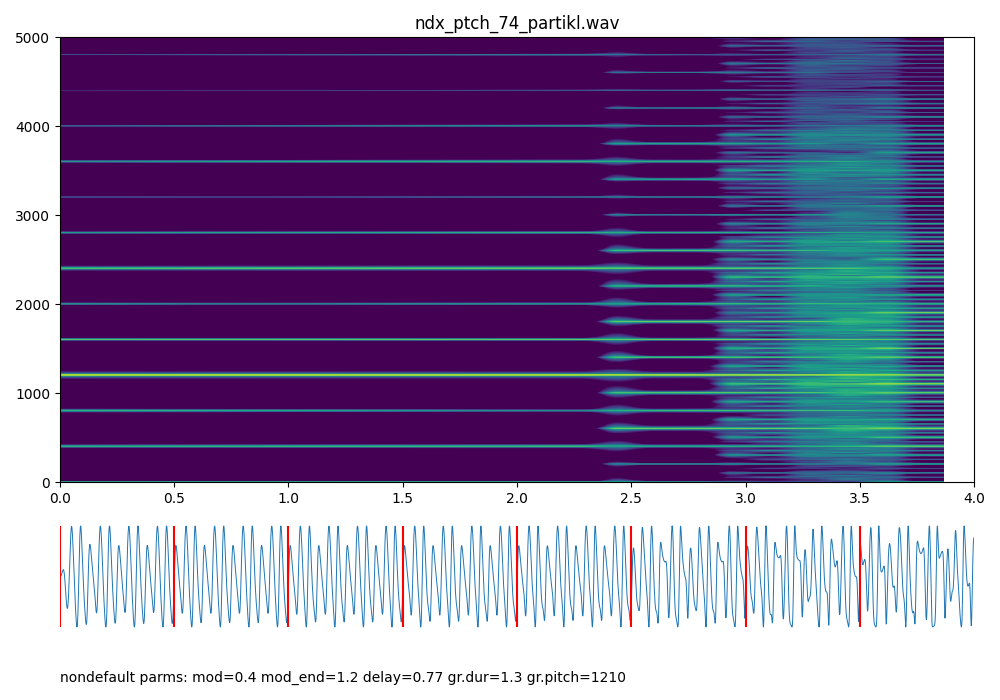 ndx_ptch_74_partikl.wav
5000
4000
3000
2000
1000
0
0.0 0.5 1.0 1.5 2.0 2.5 3.0 3.5 4.0
nondefault parms: mod=0.4 mod_end=1.2 delay=0.77 gr.dur=1.3 gr.pitch=1210